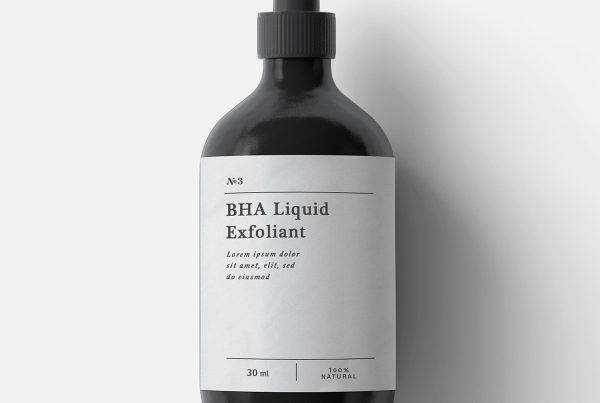 №3
BHA Liquid
Exfoliant
Lorem ipsum dolor
sit amet, elit, sed
do eiusmod
30 ml
100%
NATURAL